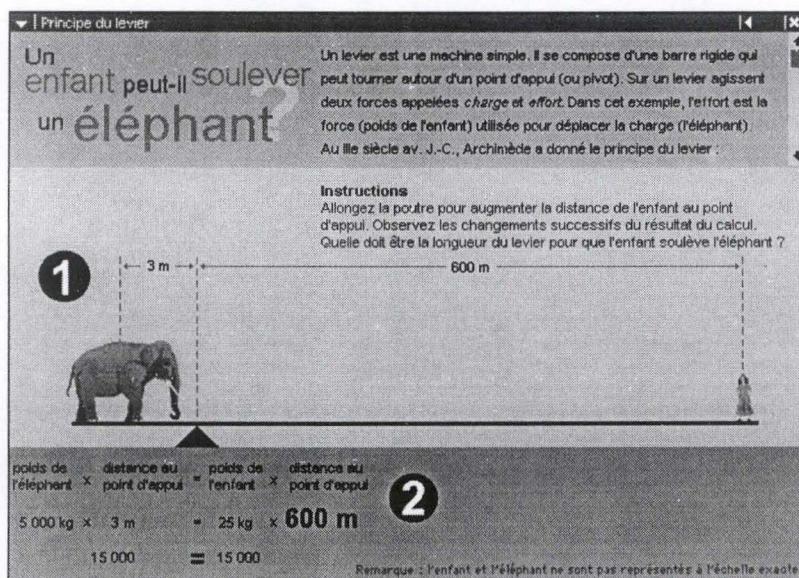 Principe du levier
Un
enfant peut-il soulever
un éléphant ?
Un levier est une machine simple. Il se compose d'une barre rigide qui
peut tourner autour d'un point d'appui (ou pivot). Sur un levier agissent
deux forces appelées charge et effort. Dans cet exemple, l'effort est la
force (poids de l'enfant) utilisée pour déplacer la charge (l'éléphant)
Au IIIe siècle av. J.-C., Archimède a donné le principe du levier :
Instructions
Allongez la poutre pour augmenter la distance de l'enfant au point
d'appui. Observez les changements successifs du résultat du calcul.
Quelle doit être la longueur du levier pour que l'enfant soulève l'éléphant ?
1
3 m
600 m
poids de l'éléphant x distance au point d'appui = poids de l'enfant x distance au point d'appui
5 000 kg x 3 m = 25 kg x 600 m
2
15 000 = 15 000
Remarque : l'enfant et l'éléphant ne sont pas représentés à l'échelle exacte